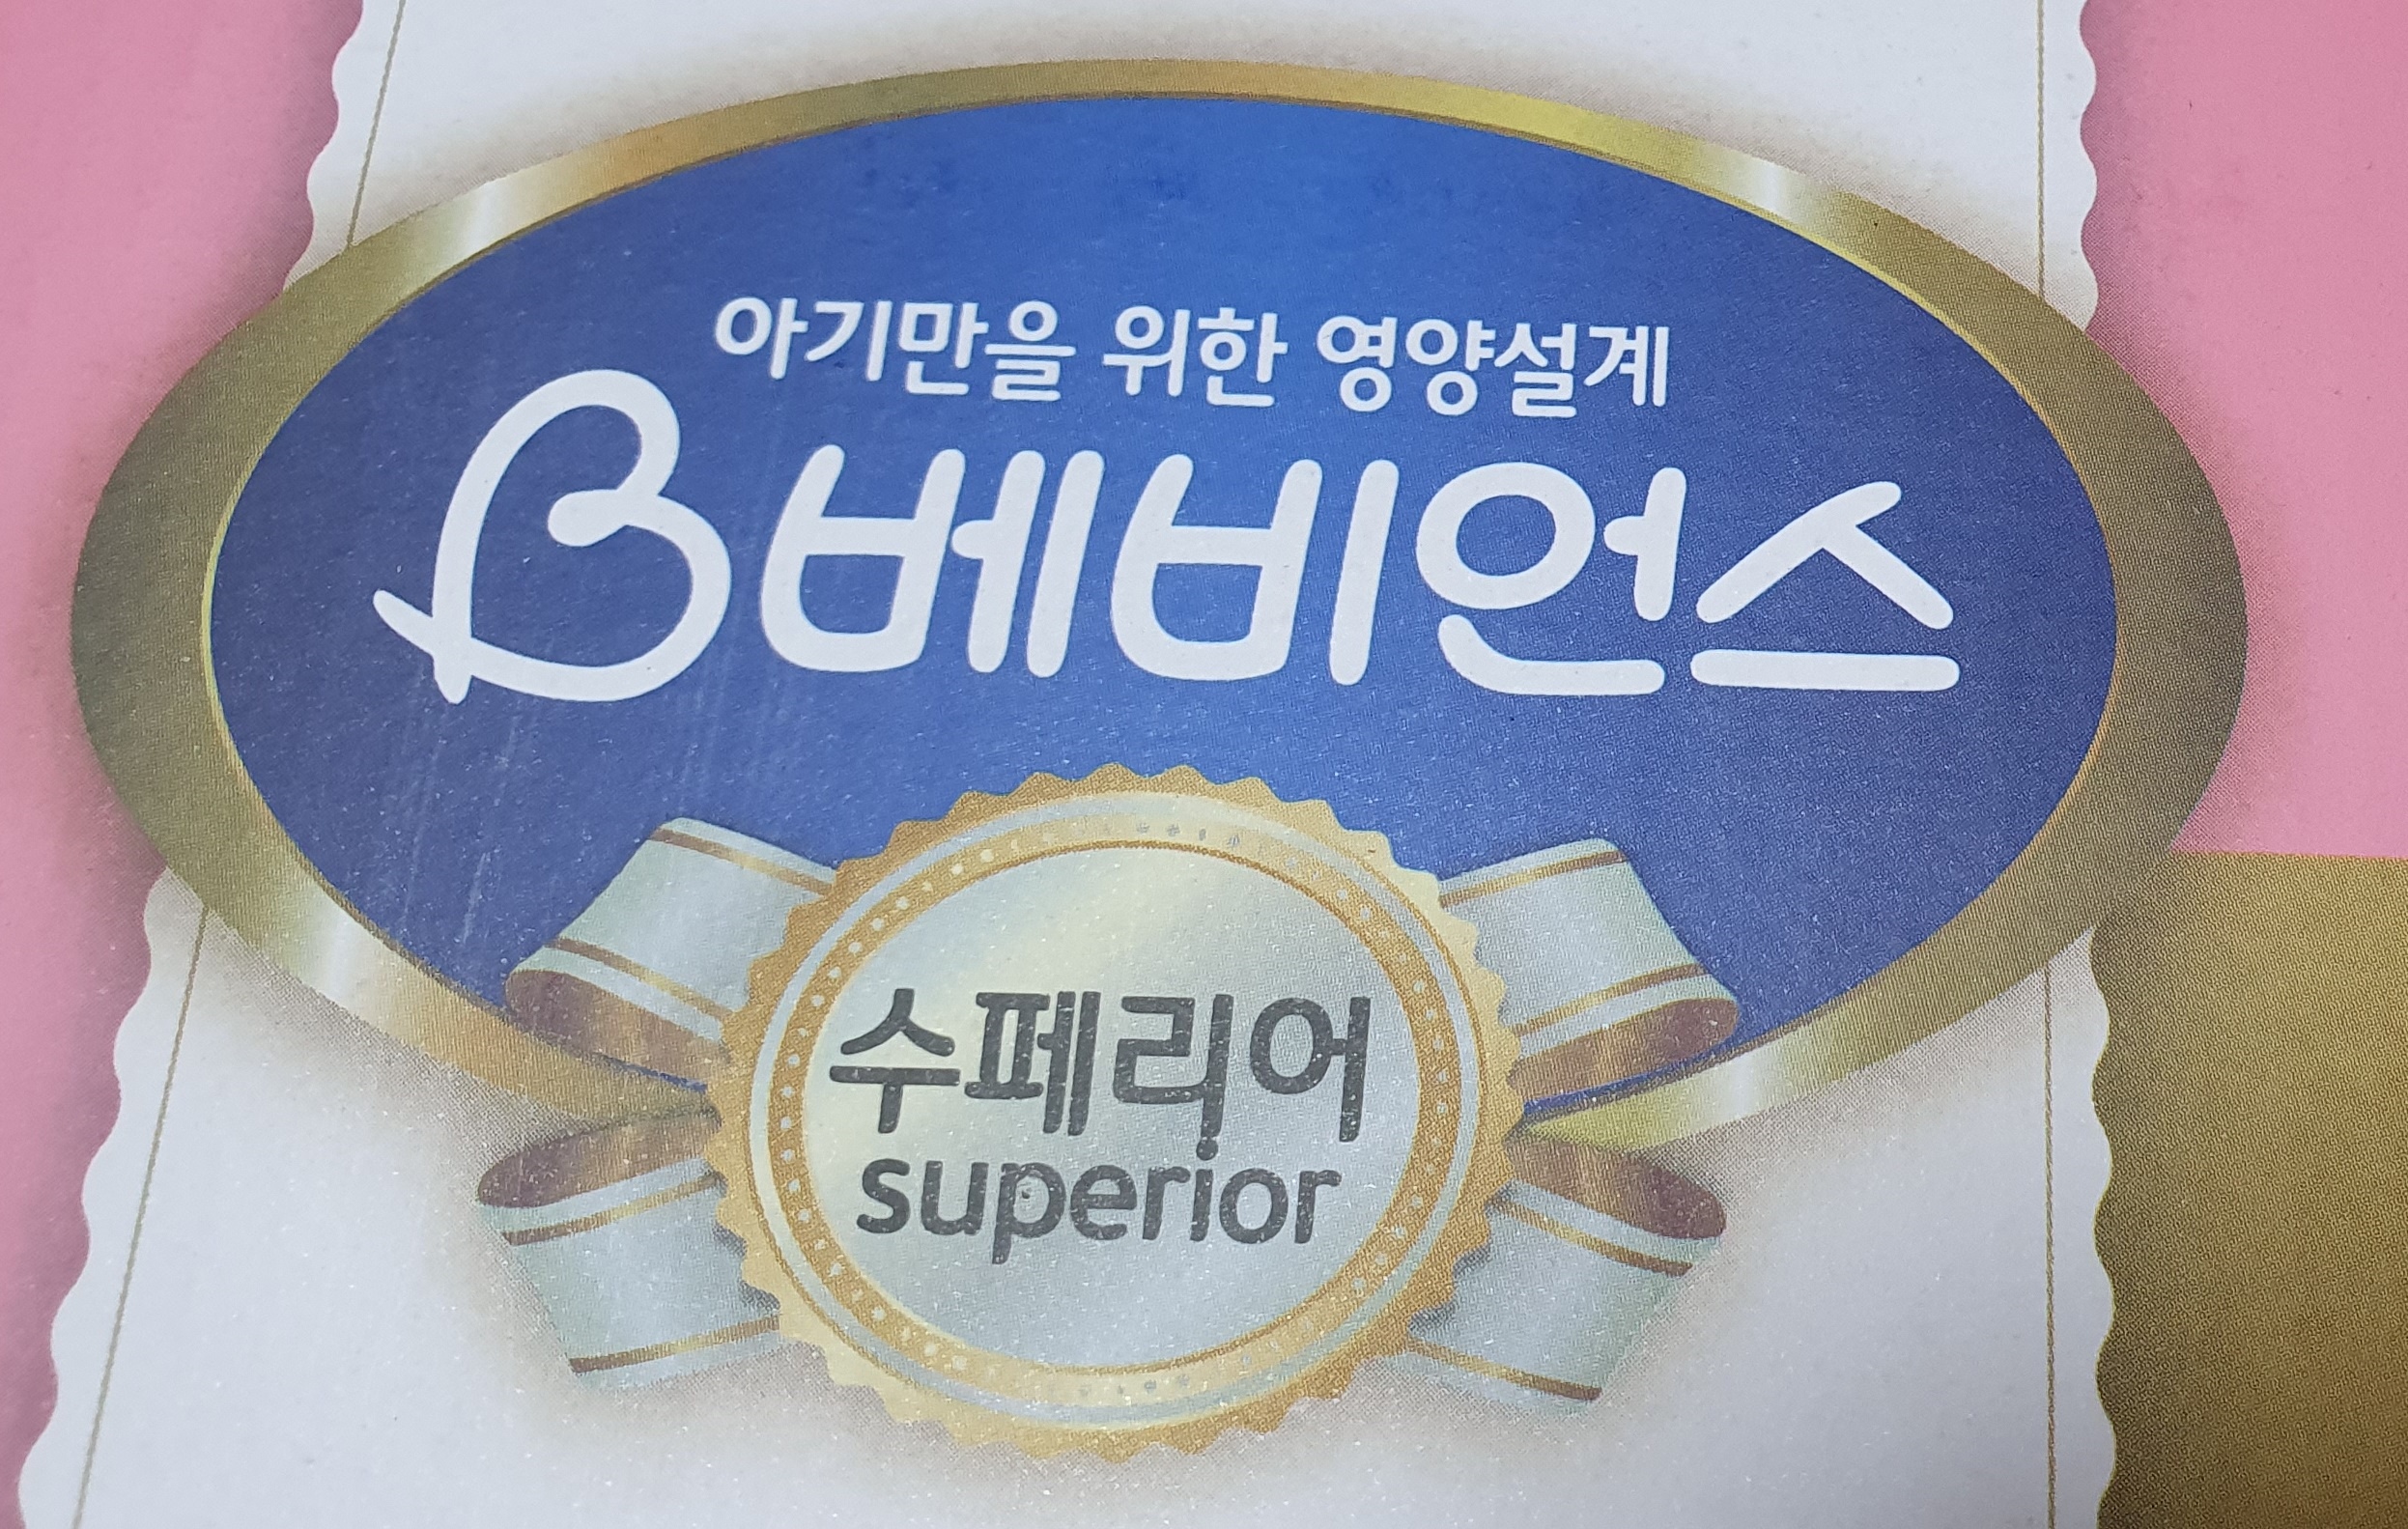 아기만을 위한 영양설계
B 베비언스
수페리어
superior